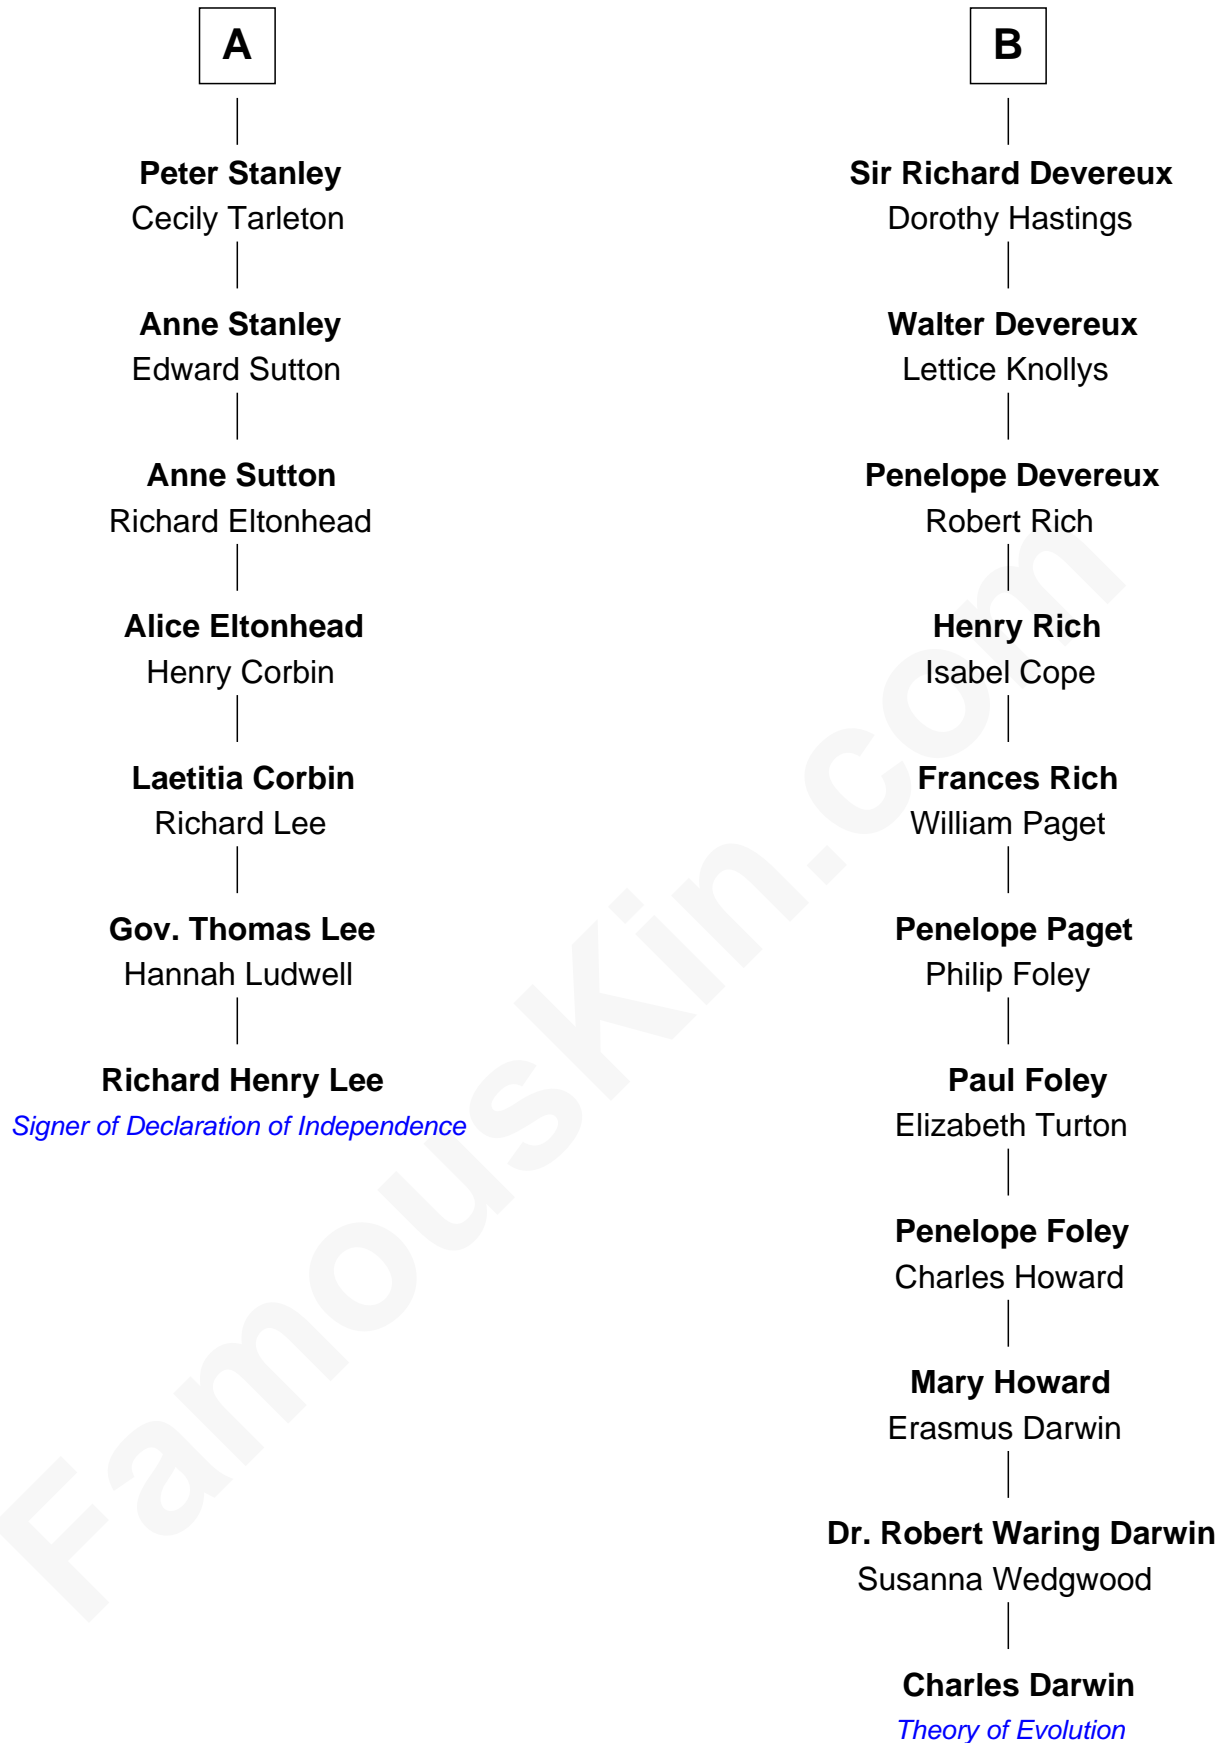 A
Peter Stanley
Cecily Tarleton
Anne Stanley
Edward Sutton
Anne Sutton
Richard Eltonhead
Alice Eltonhead
Henry Corbin
Laetitia Corbin
Richard Lee
Gov. Thomas Lee
Hannah Ludwell
Richard Henry Lee
Signer of Declaration of Independence
B
Sir Richard Devereux
Dorothy Hastings
Walter Devereux
Lettice Knollys
Penelope Devereux
Robert Rich
Henry Rich
Isabel Cope
Frances Rich
William Paget
Penelope Paget
Philip Foley
Paul Foley
Elizabeth Turton
Penelope Foley
Charles Howard
Mary Howard
Erasmus Darwin
Dr. Robert Waring Darwin
Susanna Wedgwood
Charles Darwin
Theory of Evolution
FamousKin.com